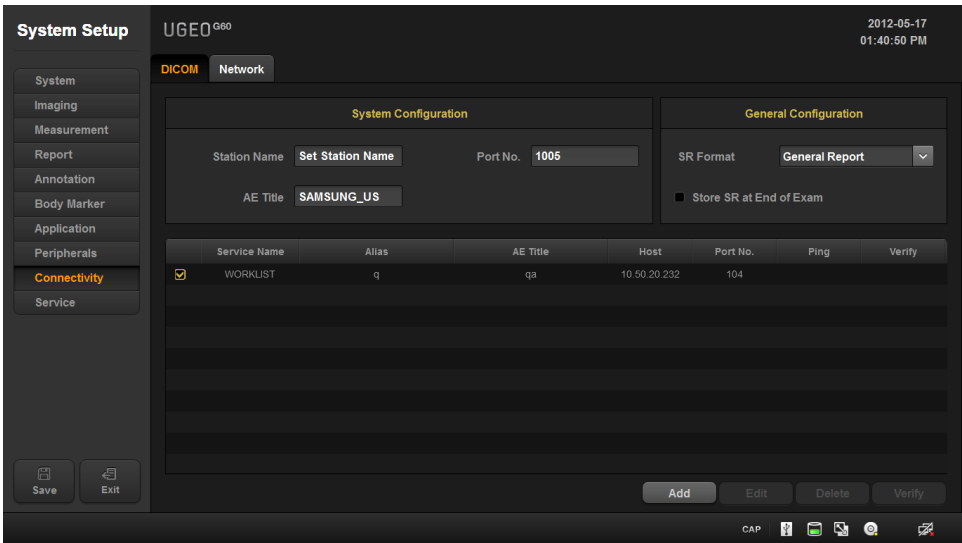 System Setup
UGEO G60
2012-05-17
01:40:50 PM
DICOM Network
System
Imaging
Measurement
Report
Annotation
Body Marker
Application
Peripherals
Connectivity
Service
System Configuration
Station Name Set Station Name Port No. 1005
AE Title SAMSUNG_US
General Configuration
SR Format General Report
Store SR at End of Exam
Service Name Alias AE Title Host Port No. Ping Verify
WORKLIST q qa 10.50.20.232 104
Save Exit
Add Edit Delete Verify
CAP